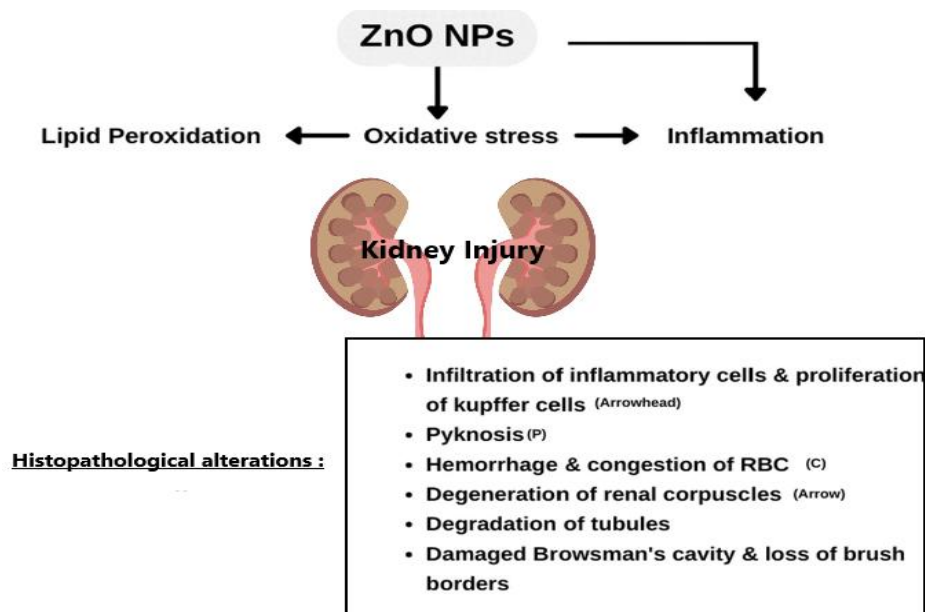 ZnO NPs
Lipid Peroxidation
Oxidative stress
Inflammation
Kidney Injury
Histopathological alterations :
• Infiltration of inflammatory cells & proliferation
of kupffer cells (Arrowhead)
• Pyknosis (P)
• Hemorrhage & congestion of RBC (C)
• Degeneration of renal corpuscles (Arrow)
• Degradation of tubules
• Damaged Browsman's cavity & loss of brush
borders